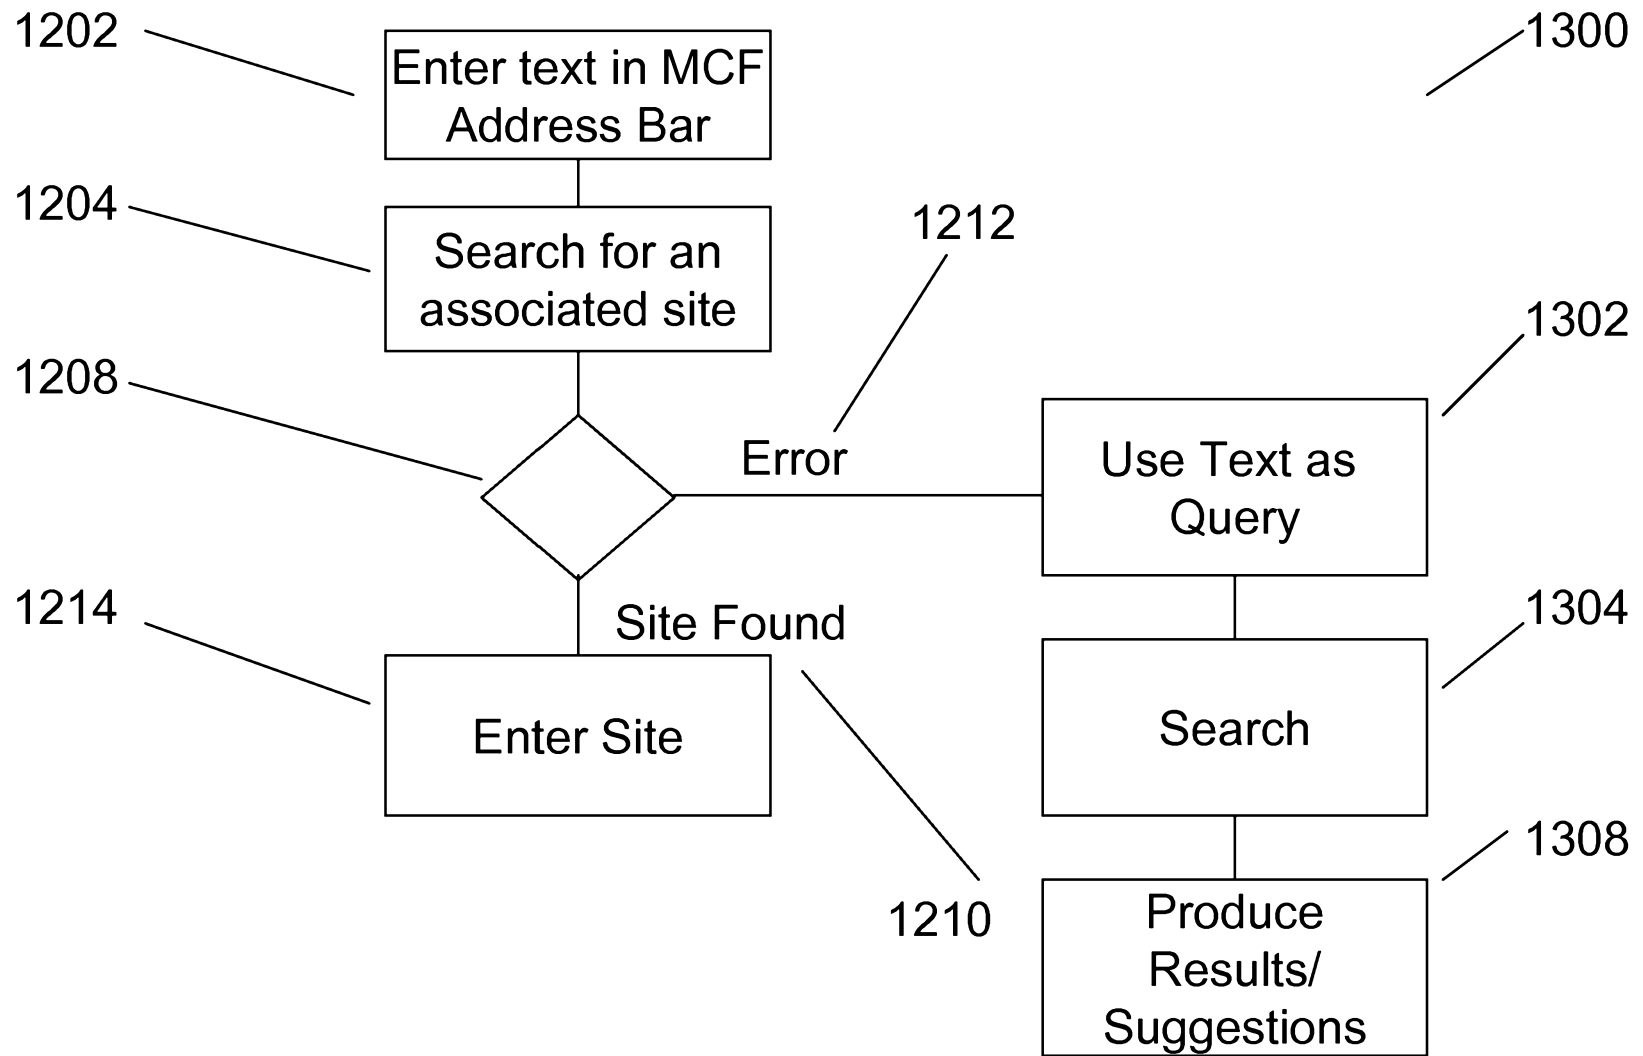 1202
Enter text in MCF
Address Bar
1300
1204
Search for an
associated site
1212
1302
1208
Error
Use Text as
Query
1214
Site Found
1304
Enter Site
Search
1308
1210
Produce
Results/
Suggestions